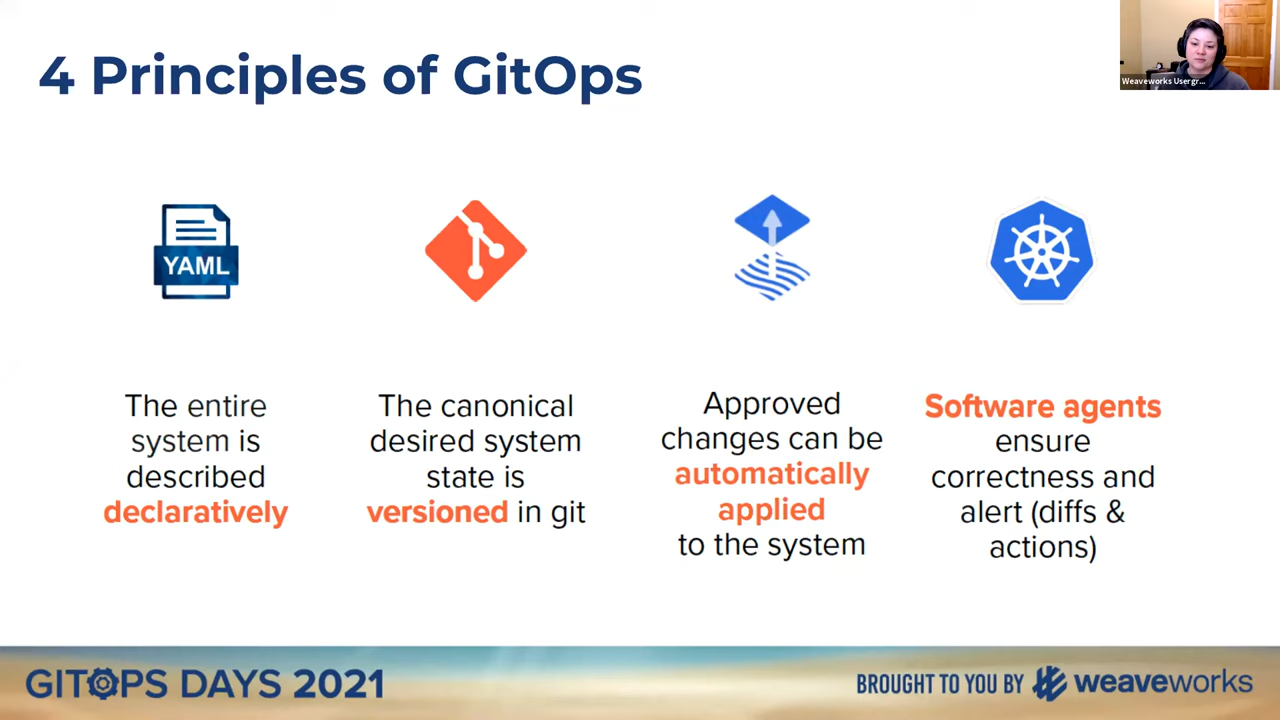 4 Principles of GitOps
Weaveworks Usergr...
YAML
The entire
system is
described
declaratively
The canonical
desired system
state is
versioned in git
Approved
changes can be
automatically
applied
to the system
Software agents
ensure
correctness and
alert (diffs &
actions)
GITOPS DAYS 2021
BROUGHT TO YOU BY weaveworks